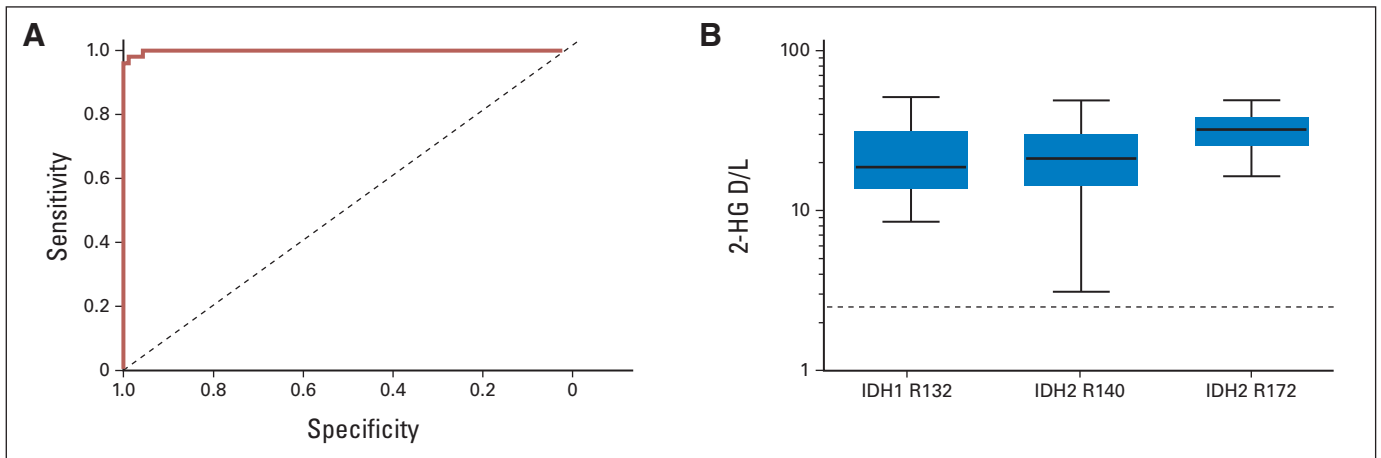 A
1.0
0.8
0.6
0.4
0.2
0
Sensitivity
1.0 0.8 0.6 0.4 0.2 0
Specificity
B
100
10
1
2-HG D/L
IDH1 R132 IDH2 R140 IDH2 R172